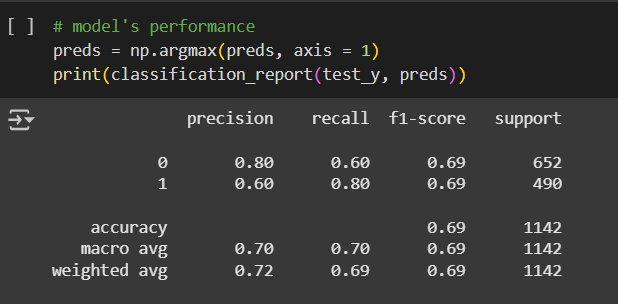 [ ] # model's performance
preds = np.argmax(preds, axis = 1)
print(classification_report(test_y, preds))
precision recall f1-score support
0 0.80 0.60 0.69 652
1 0.60 0.80 0.69 490
accuracy 0.69 1142
macro avg 0.70 0.70 0.69 1142
weighted avg 0.72 0.69 0.69 1142